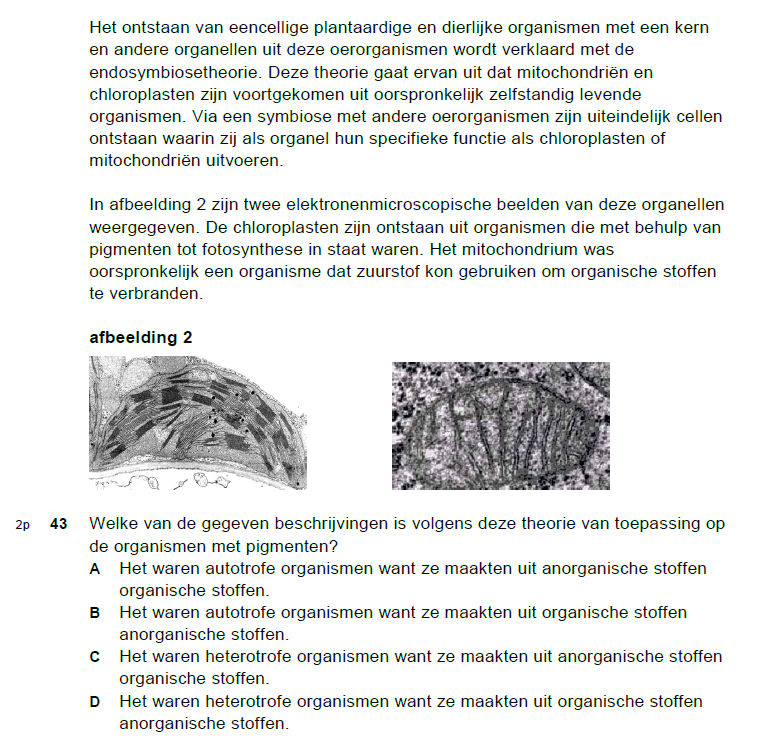 Het ontstaan van eencellige plantaardige en dierlijke organismen met een kern
en andere organellen uit deze oerorganismen wordt verklaard met de
endosymbiosetheorie. Deze theorie gaat ervan uit dat mitochondriën en
chloroplasten zijn voortgekomen uit oorspronkelijk zelfstandig levende
organismen. Via een symbiose met andere oerorganismen zijn uiteindelijk cellen
ontstaan waarin zij als organel hun specifieke functie als chloroplasten of
mitochondriën uitvoeren.
In afbeelding 2 zijn twee elektronenmicroscopische beelden van deze organellen
weergegeven. De chloroplasten zijn ontstaan uit organismen die met behulp van
pigmenten tot fotosynthese in staat waren. Het mitochondrium was
oorspronkelijk een organisme dat zuurstof kon gebruiken om organische stoffen
te verbranden.
afbeelding 2
2p 43 Welke van de gegeven beschrijvingen is volgens deze theorie van toepassing op
de organismen met pigmenten?
A Het waren autotrofe organismen want ze maakten uit anorganische stoffen
organische stoffen.
B Het waren autotrofe organismen want ze maakten uit organische stoffen
anorganische stoffen.
C Het waren heterotrofe organismen want ze maakten uit anorganische stoffen
organische stoffen.
D Het waren heterotrofe organismen want ze maakten uit organische stoffen
anorganische stoffen.